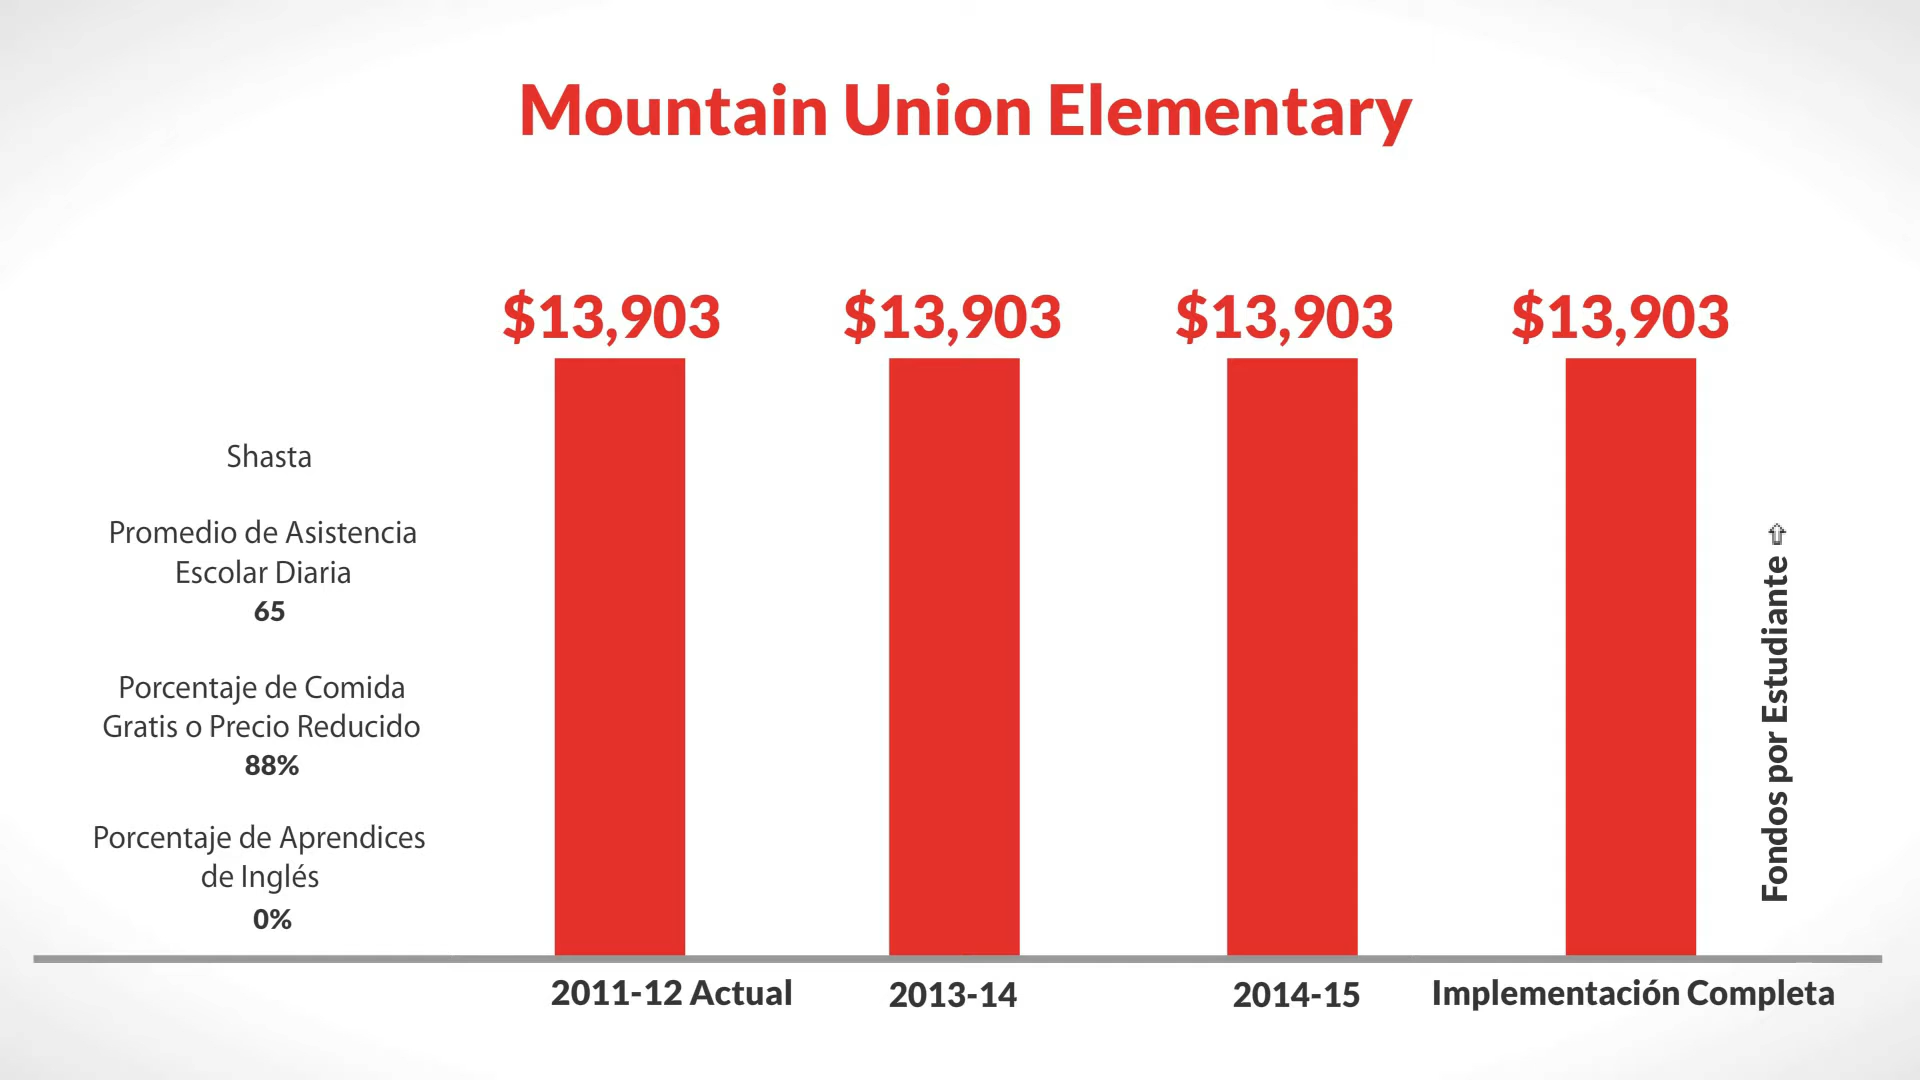 Mountain Union Elementary
$13,903
$13,903
$13,903
$13,903
Shasta
Promedio de Asistencia
Escolar Diaria
65
Porcentaje de Comida
Gratis o Precio Reducido
88%
Porcentaje de Aprendices
de Inglés
0%
Fondos por Estudiante ⇧
2011-12 Actual
2013-14
2014-15
Implementación Completa